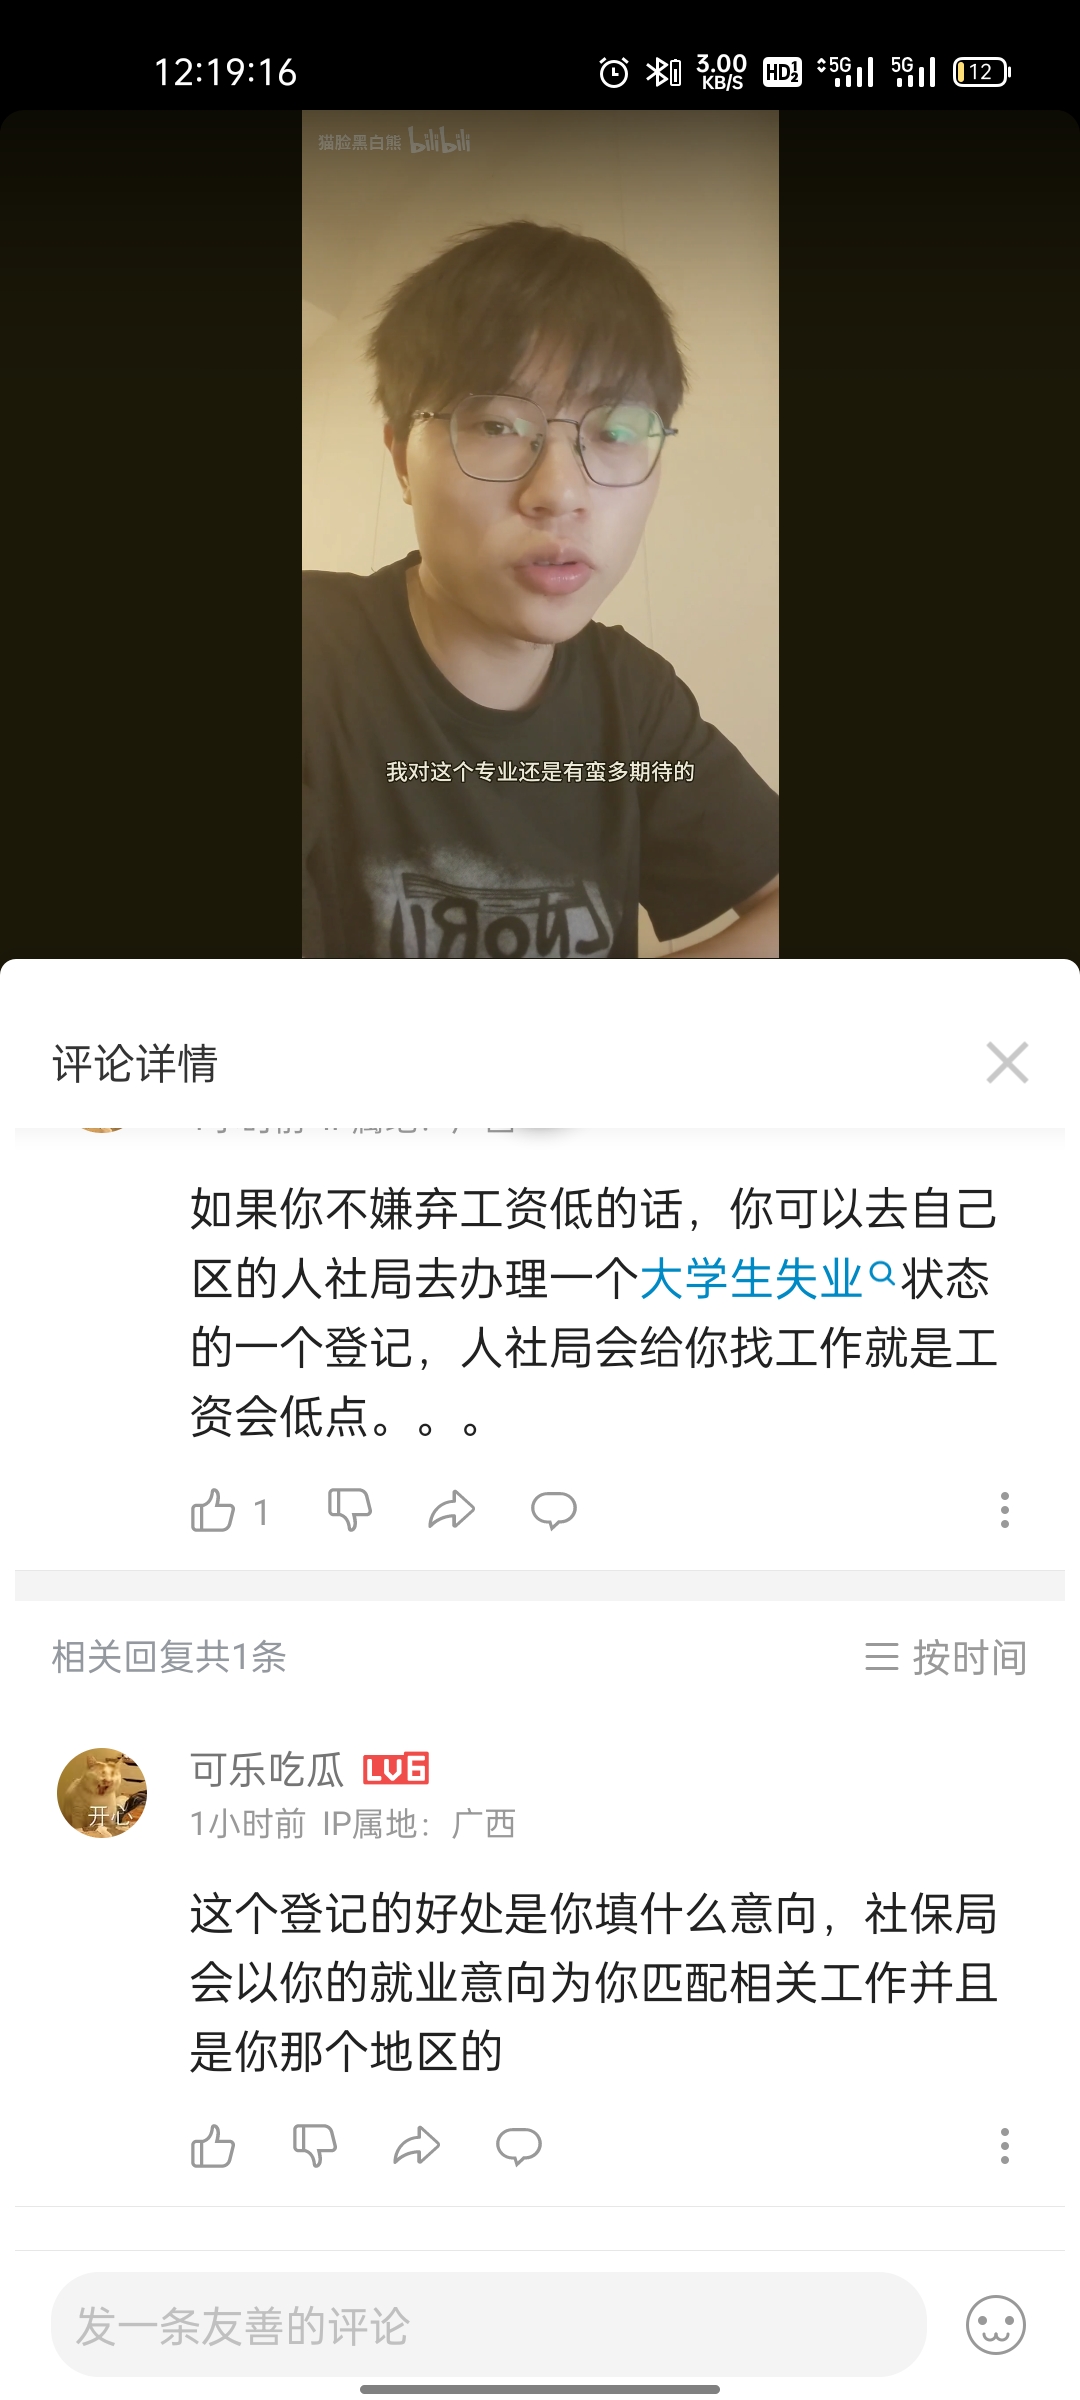 12:19:16
3.00
KB/S
HD 1 2
5G
5G
12
猫脸黑白熊 bilibili
我对这个专业还是有蛮多期待的
评论详情
如果你不嫌弃工资低的话，你可以去自己
区的人社局去办理一个大学生失业状态
的一个登记，人社局会给你找工作就是工
资会低点。。。
1
相关回复共1条
按时间
可乐吃瓜 LV6
开心
1小时前 IP属地：广西
这个登记的好处是你填什么意向，社保局
会以你的就业意向为你匹配相关工作并且
是你那个地区的
发一条友善的评论